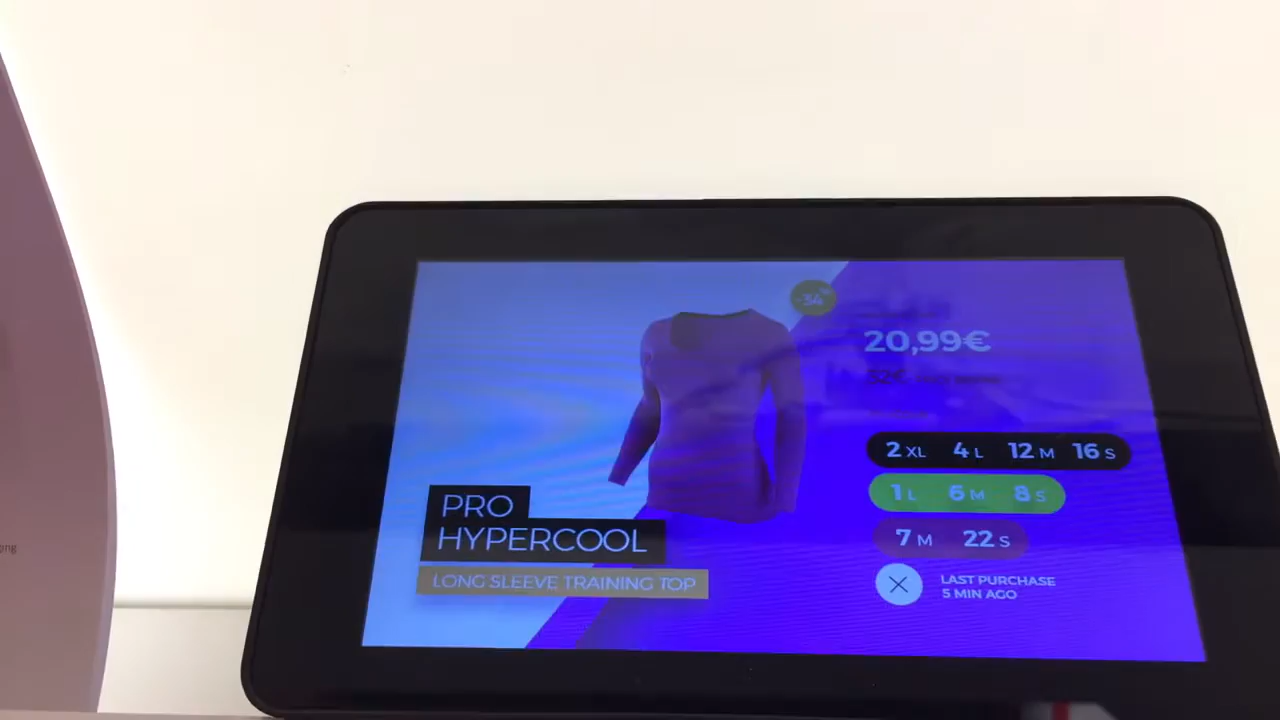 -34%
20,99€
32€
2 XL 4 L 12 M 16 S
1 L 6 M 8 S
7 M 22 S
LAST PURCHASE
5 MIN AGO
PRO
HYPERCOOL
LONG SLEEVE TRAINING TOP